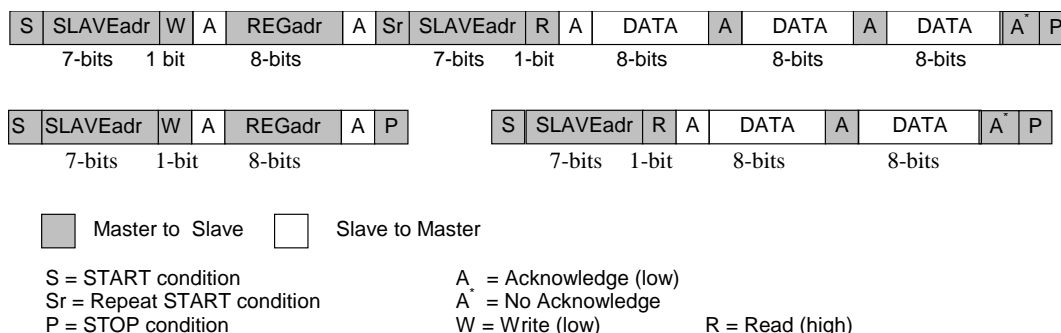 S SLAVEadr W A REGadr A Sr SLAVEadr R A DATA A DATA A DATA A* P
7-bits 1 bit 8-bits 7-bits 1-bit 8-bits 8-bits 8-bits
S SLAVEadr W A REGadr A P
7-bits 1-bit 8-bits
S SLAVEadr R A DATA A DATA A* P
7-bits 1-bit 8-bits 8-bits
Master to Slave Slave to Master
S = START condition A = Acknowledge (low)
Sr = Repeat START condition A* = No Acknowledge
P = STOP condition W = Write (low) R = Read (high)